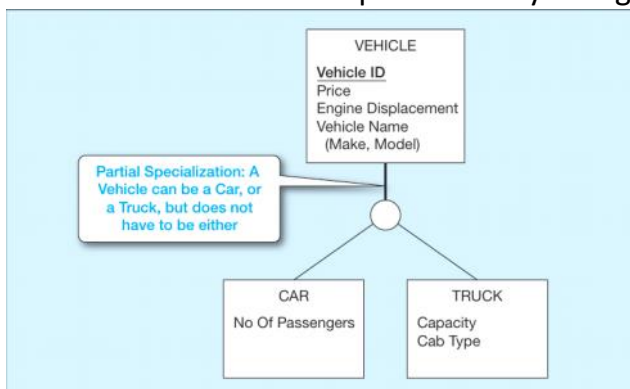 VEHICLE
Vehicle ID
Price
Engine Displacement
Vehicle Name
(Make, Model)
Partial Specialization: A
Vehicle can be a Car, or
a Truck, but does not
have to be either
CAR
No Of Passengers
TRUCK
Capacity
Cab Type